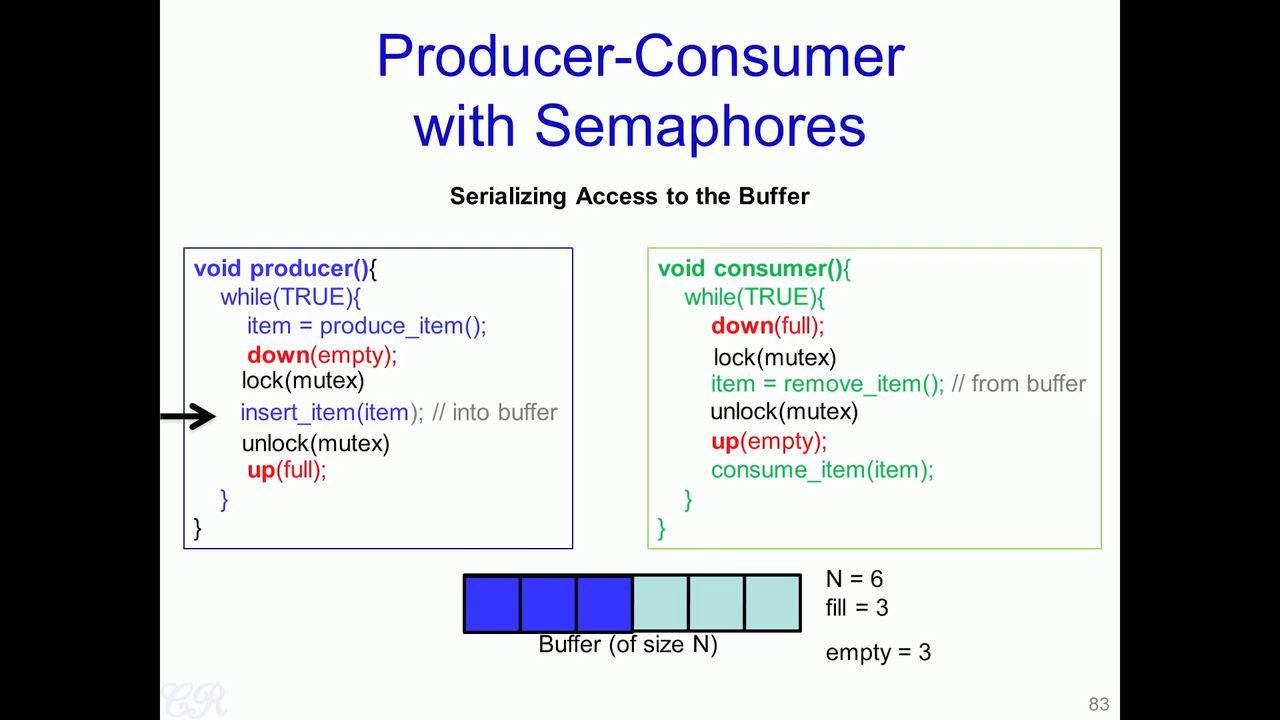 Producer-Consumer
with Semaphores
Serializing Access to the Buffer
void producer(){
while(TRUE){
item = produce_item();
down(empty);
lock(mutex)
insert_item(item); // into buffer
unlock(mutex)
up(full);
}
}
void consumer(){
while(TRUE){
down(full);
lock(mutex)
item = remove_item(); // from buffer
unlock(mutex)
up(empty);
consume_item(item);
}
}
N = 6
fill = 3
empty = 3
Buffer (of size N)
CR
83